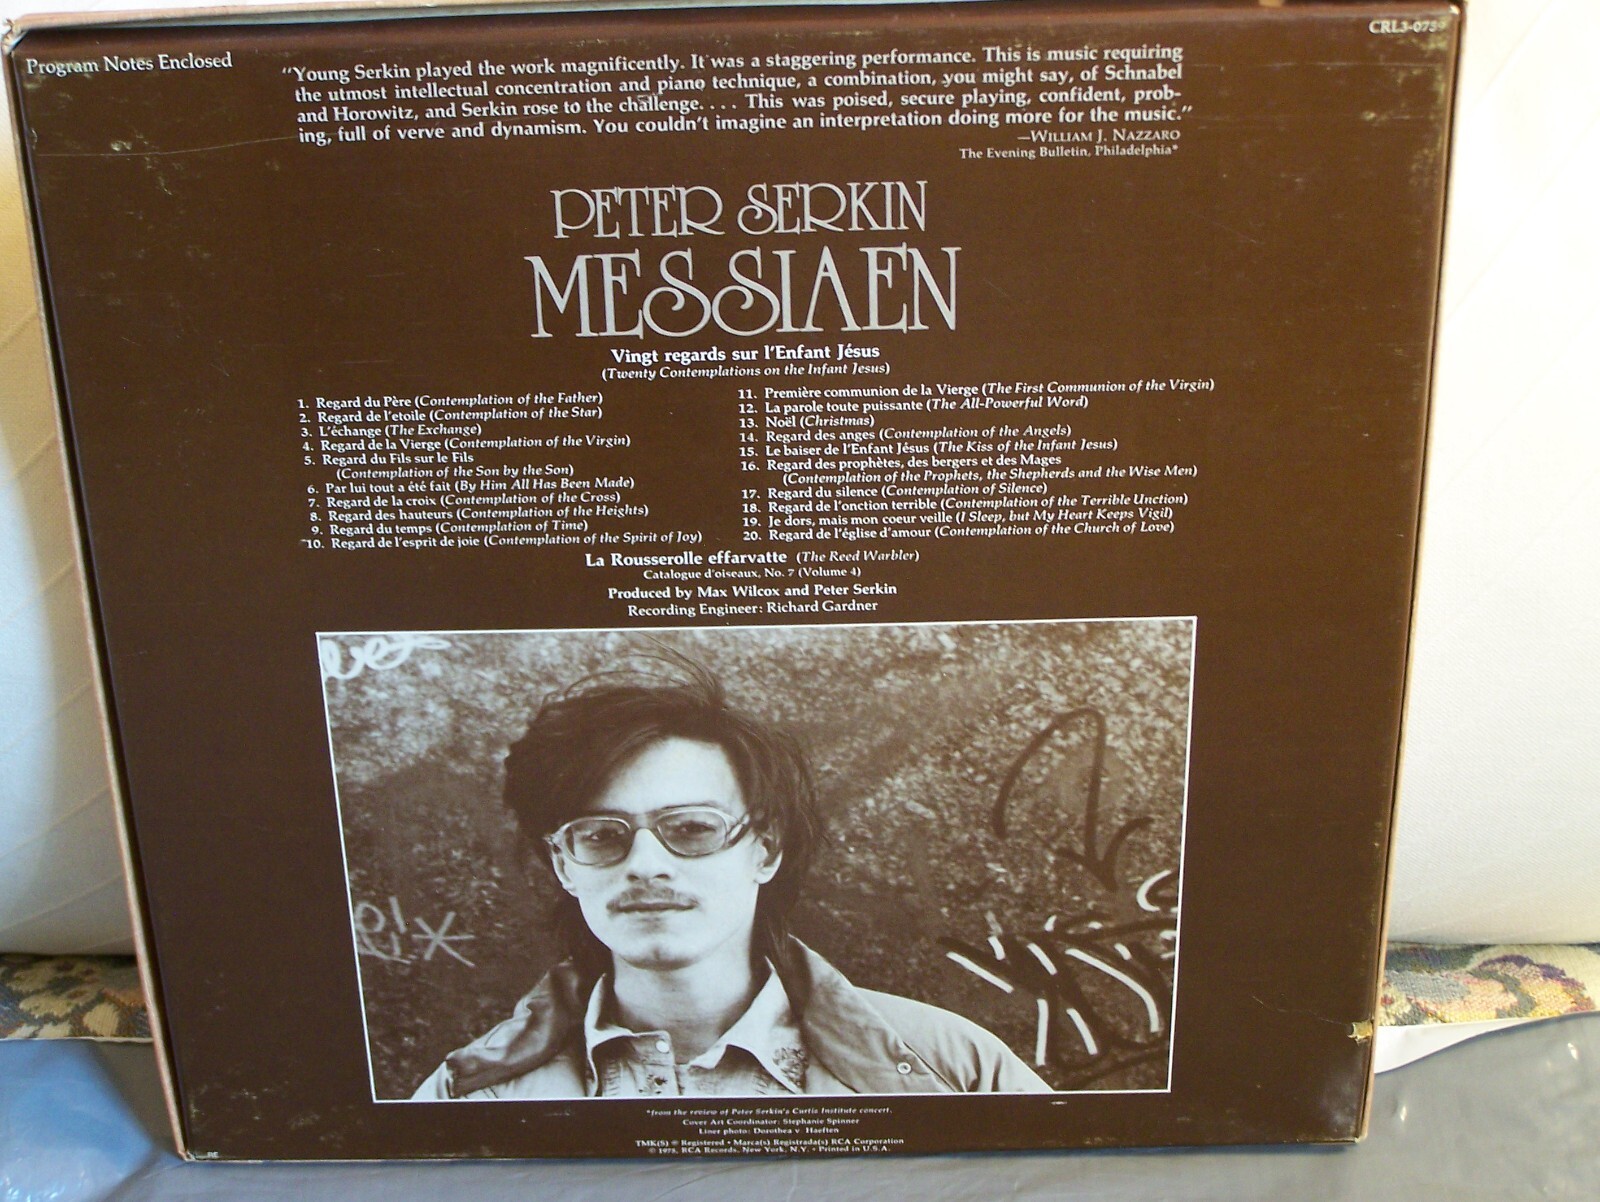 Program Notes Enclosed
CRL3-0759
"Young Serkin played the work magnificently. It was a staggering performance. This is music requiring
the utmost intellectual concentration and piano technique, a combination, you might say, of Schnabel
and Horowitz, and Serkin rose to the challenge. . . . This was poised, secure playing, confident, prob-
ing, full of verve and dynamism. You couldn't imagine an interpretation doing more for the music."
—WILLIAM J. NAZZARO
The Evening Bulletin, Philadelphia*
PETER SERKIN
MESSIAEN
Vingt regards sur l'Enfant Jésus
(Twenty Contemplations on the Infant Jesus)
1. Regard du Père (Contemplation of the Father)
2. Regard de l'etoile (Contemplation of the Star)
3. L'échange (The Exchange)
4. Regard de la Vierge (Contemplation of the Virgin)
5. Regard du Fils sur le Fils
(Contemplation of the Son by the Son)
6. Par lui tout a été fait (By Him All Has Been Made)
7. Regard de la croix (Contemplation of the Cross)
8. Regard des hauteurs (Contemplation of the Heights)
9. Regard du temps (Contemplation of Time)
10. Regard de l'esprit de joie (Contemplation of the Spirit of Joy)
11. Première communion de la Vierge (The First Communion of the Virgin)
12. La parole toute puissante (The All-Powerful Word)
13. Noël (Christmas)
14. Regard des anges (Contemplation of the Angels)
15. Le baiser de l'Enfant Jésus (The Kiss of the Infant Jesus)
16. Regard des prophètes, des bergers et des Mages
(Contemplation of the Prophets, the Shepherds and the Wise Men)
17. Regard du silence (Contemplation of Silence)
18. Regard de l'onction terrible (Contemplation of the Terrible Unction)
19. Je dors, mais mon coeur veille (I Sleep, but My Heart Keeps Vigil)
20. Regard de l'église d'amour (Contemplation of the Church of Love)
La Rousserolle effarvatte (The Reed Warbler)
Catalogue d'oiseaux, No. 7 (Volume 4)
Produced by Max Wilcox and Peter Serkin
Recording Engineer: Richard Gardner
*from the review of Peter Serkin's Curtis Institute concert.
Cover Art Coordinator: Stephanie Spinner
Liner photo: Dorothea v. Haeften
TMK(S) ® Registered • Marca(s) Registrada(s) RCA Corporation
© 1975, RCA Records, New York, N.Y. • Printed in U.S.A.